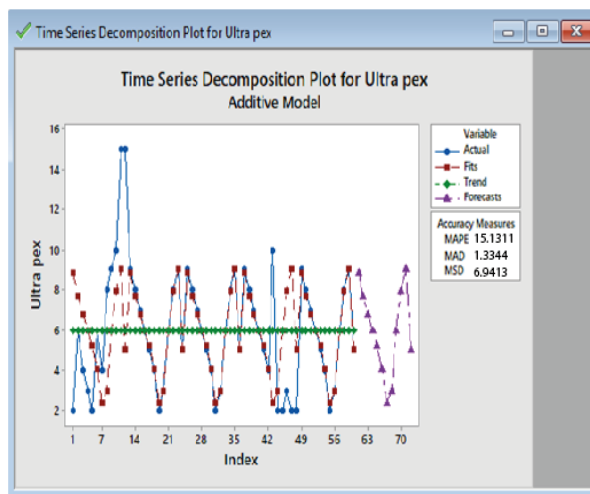 Time Series Decomposition Plot for Ultra pex
Time Series Decomposition Plot for Ultra pex
Additive Model
16
14
12
10
8
6
4
2
Ultra pex
1 7 14 21 28 35 42 49 56 63 70
Index
Variable
Actual
Fits
Trend
Forecasts
Accuracy Measures
MAPE 15.1311
MAD 1.3344
MSD 6.9413